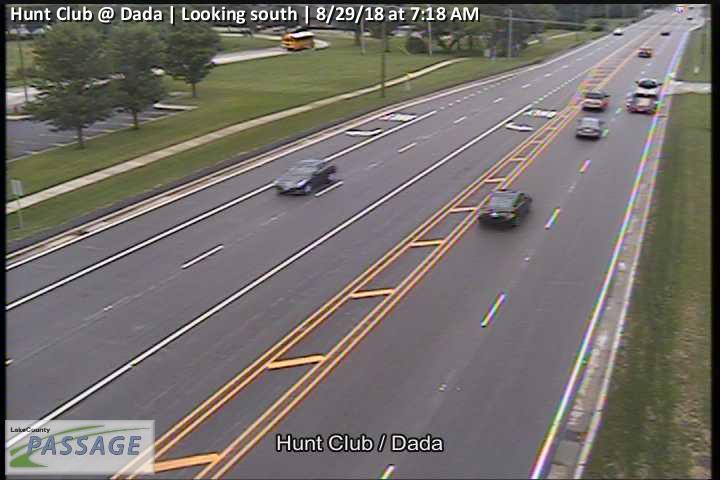 Hunt Club @ Dada | Looking south | 8/29/18 at 7:18 AM
Hunt Club / Dada
LakeCounty
PASSAGE